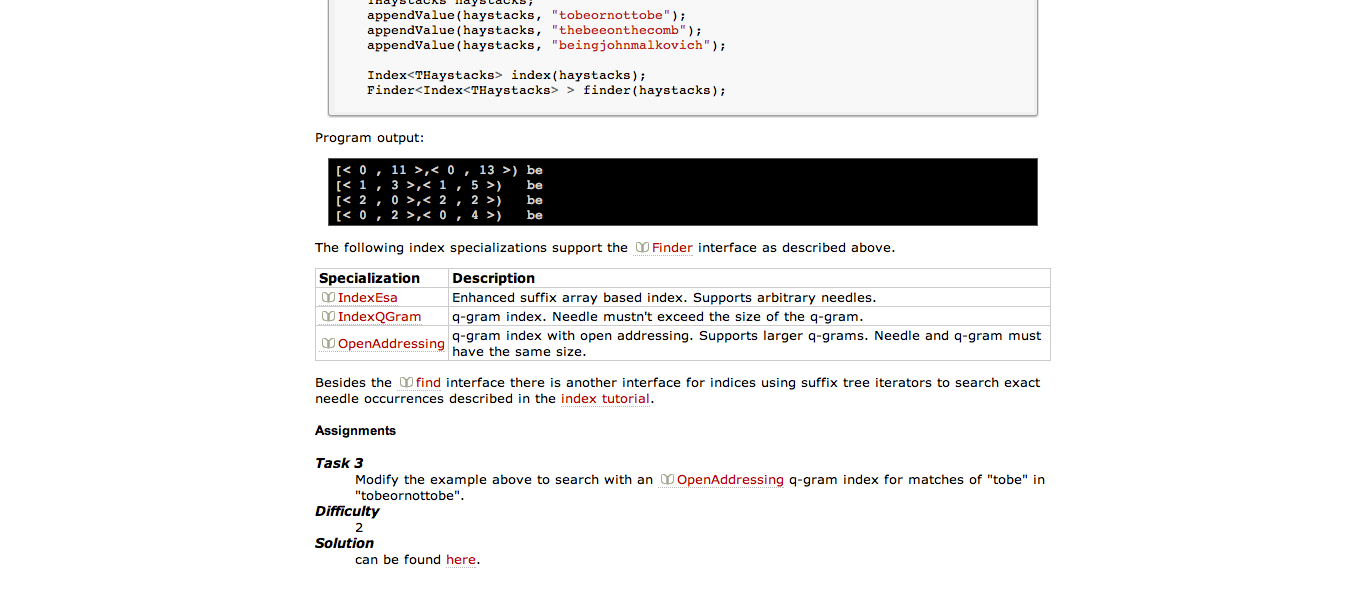 THaystacks haystacks;
appendValue(haystacks, "tobeornottobe");
appendValue(haystacks, "thebeeonthecomb");
appendValue(haystacks, "beingjohnmalkovich");
Index<THaystacks> index(haystacks);
Finder<Index<THaystacks> > finder(haystacks);
Program output:
[< 0 , 11 >,< 0 , 13 >) be
[< 1 , 3 >,< 1 , 5 >)   be
[< 2 , 0 >,< 2 , 2 >)   be
[< 0 , 2 >,< 0 , 4 >)   be
The following index specializations support the Finder interface as described above.
Specialization Description
IndexEsa Enhanced suffix array based index. Supports arbitrary needles.
IndexQGram q-gram index. Needle mustn't exceed the size of the q-gram.
OpenAddressing q-gram index with open addressing. Supports larger q-grams. Needle and q-gram must
have the same size.
Besides the find interface there is another interface for indices using suffix tree iterators to search exact
needle occurrences described in the index tutorial.
Assignments
Task 3
Modify the example above to search with an OpenAddressing q-gram index for matches of "tobe" in
"tobeornottobe".
Difficulty
2
Solution
can be found here.